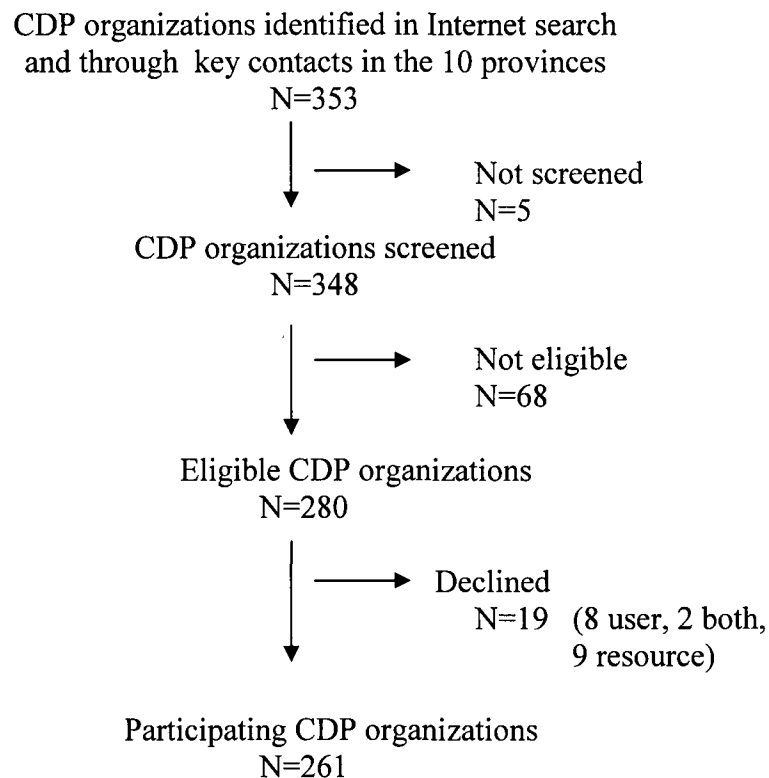 CDP organizations identified in Internet search
and through key contacts in the 10 provinces
N=353
Not screened
N=5
CDP organizations screened
N=348
Not eligible
N=68
Eligible CDP organizations
N=280
Declined
N=19 (8 user, 2 both,
9 resource)
Participating CDP organizations
N=261